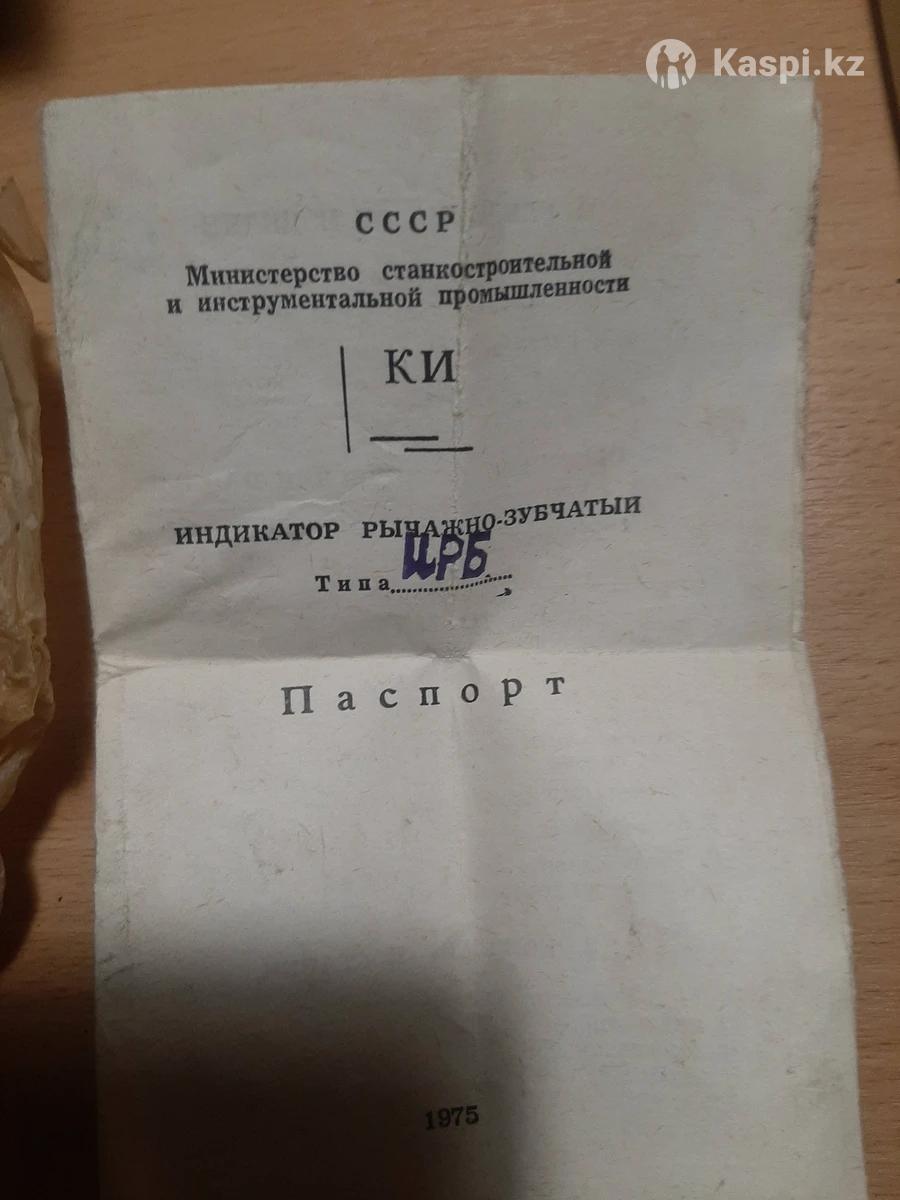 Kaspi.kz
СССР
Министерство станкостроительной
и инструментальной промышленности
КИ
ИНДИКАТОР РЫЧАЖНО-ЗУБЧАТЫЙ
Типа ИРБ
Паспорт
1975